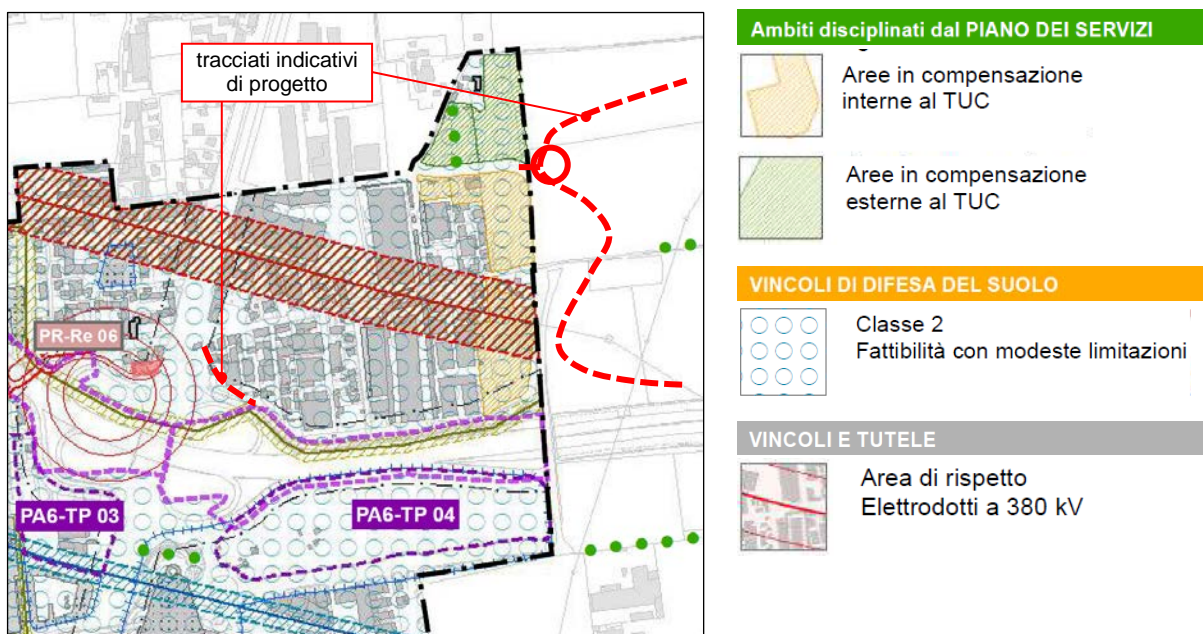 tracciati indicativi
di progetto
PR-Re 06
PA6-TP 03
PA6-TP 04
Ambiti disciplinati dal PIANO DEI SERVIZI
Aree in compensazione
interne al TUC
Aree in compensazione
esterne al TUC
VINCOLI DI DIFESA DEL SUOLO
Classe 2
Fattibilità con modeste limitazioni
VINCOLI E TUTELE
Area di rispetto
Elettrodotti a 380 kV